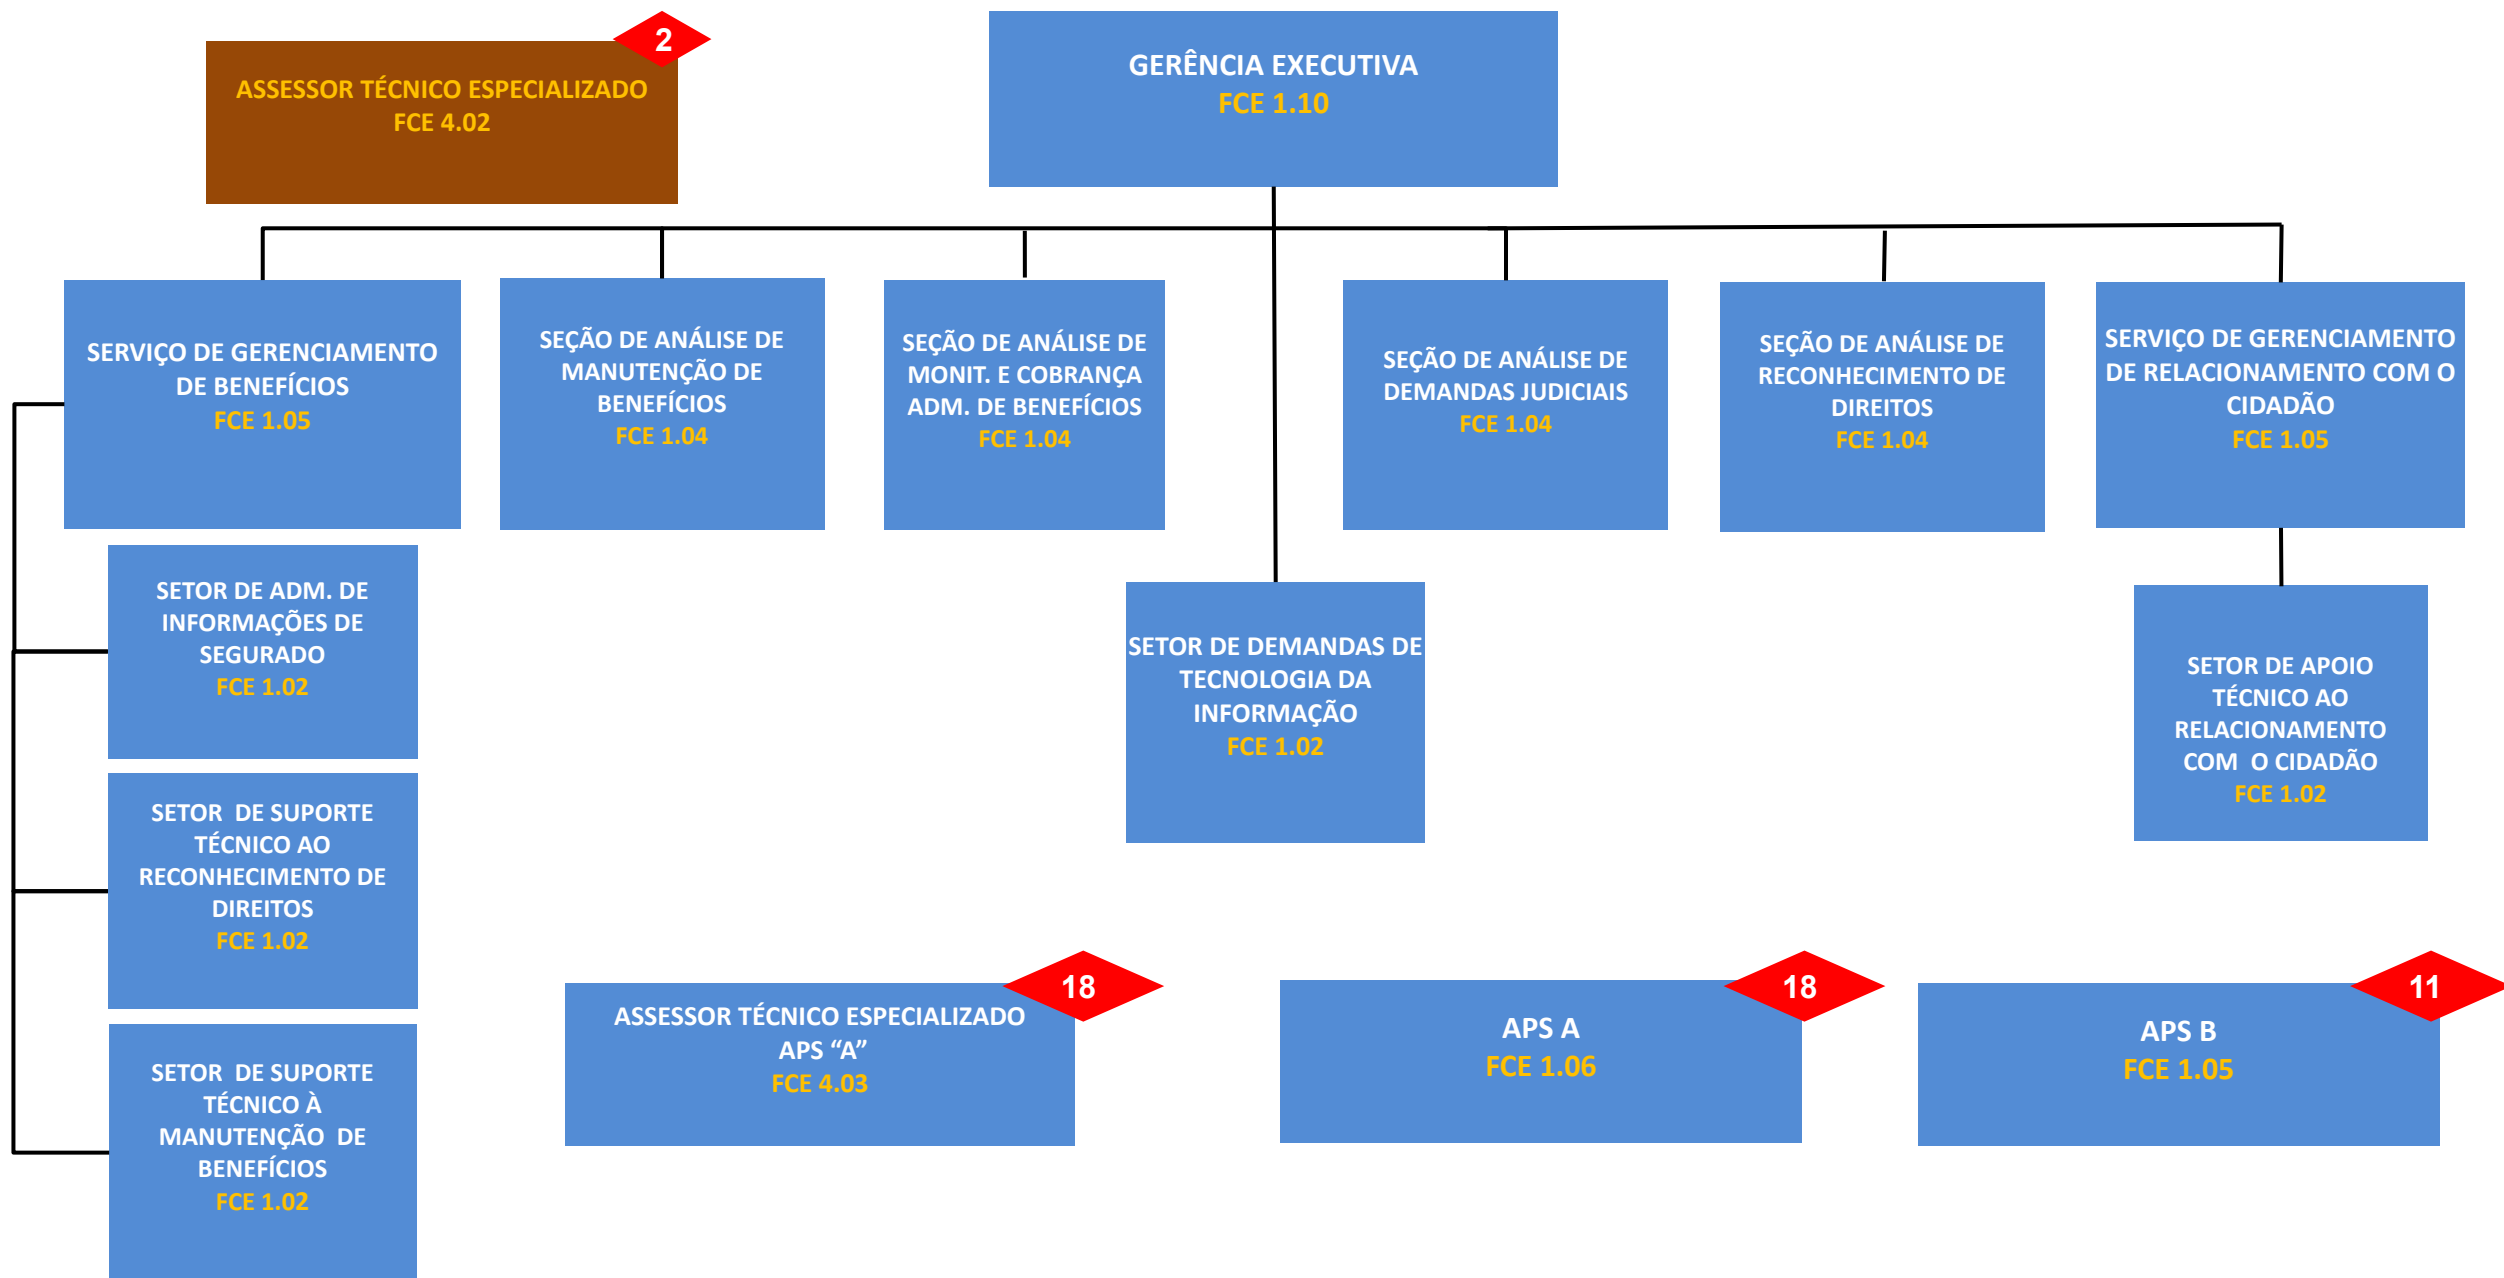 2
ASSESSOR TÉCNICO ESPECIALIZADO
FCE 4.02
GERÊNCIA EXECUTIVA
FCE 1.10
SERVIÇO DE GERENCIAMENTO
DE BENEFÍCIOS
FCE 1.05
SEÇÃO DE ANÁLISE DE
MANUTENÇÃO DE
BENEFÍCIOS
FCE 1.04
SEÇÃO DE ANÁLISE DE
MONIT. E COBRANÇA
ADM. DE BENEFÍCIOS
FCE 1.04
SEÇÃO DE ANÁLISE DE
DEMANDAS JUDICIAIS
FCE 1.04
SEÇÃO DE ANÁLISE DE
RECONHECIMENTO DE
DIREITOS
FCE 1.04
SERVIÇO DE GERENCIAMENTO
DE RELACIONAMENTO COM O
CIDADÃO
FCE 1.05
SETOR DE ADM. DE
INFORMAÇÕES DE
SEGURADO
FCE 1.02
SETOR DE DEMANDAS DE
TECNOLOGIA DA
INFORMAÇÃO
FCE 1.02
SETOR DE APOIO
TÉCNICO AO
RELACIONAMENTO
COM  O CIDADÃO
FCE 1.02
SETOR  DE SUPORTE
TÉCNICO AO
RECONHECIMENTO DE
DIREITOS
FCE 1.02
SETOR  DE SUPORTE
TÉCNICO À
MANUTENÇÃO  DE
BENEFÍCIOS
FCE 1.02
18
ASSESSOR TÉCNICO ESPECIALIZADO
APS “A”
FCE 4.03
18
APS A
FCE 1.06
11
APS B
FCE 1.05